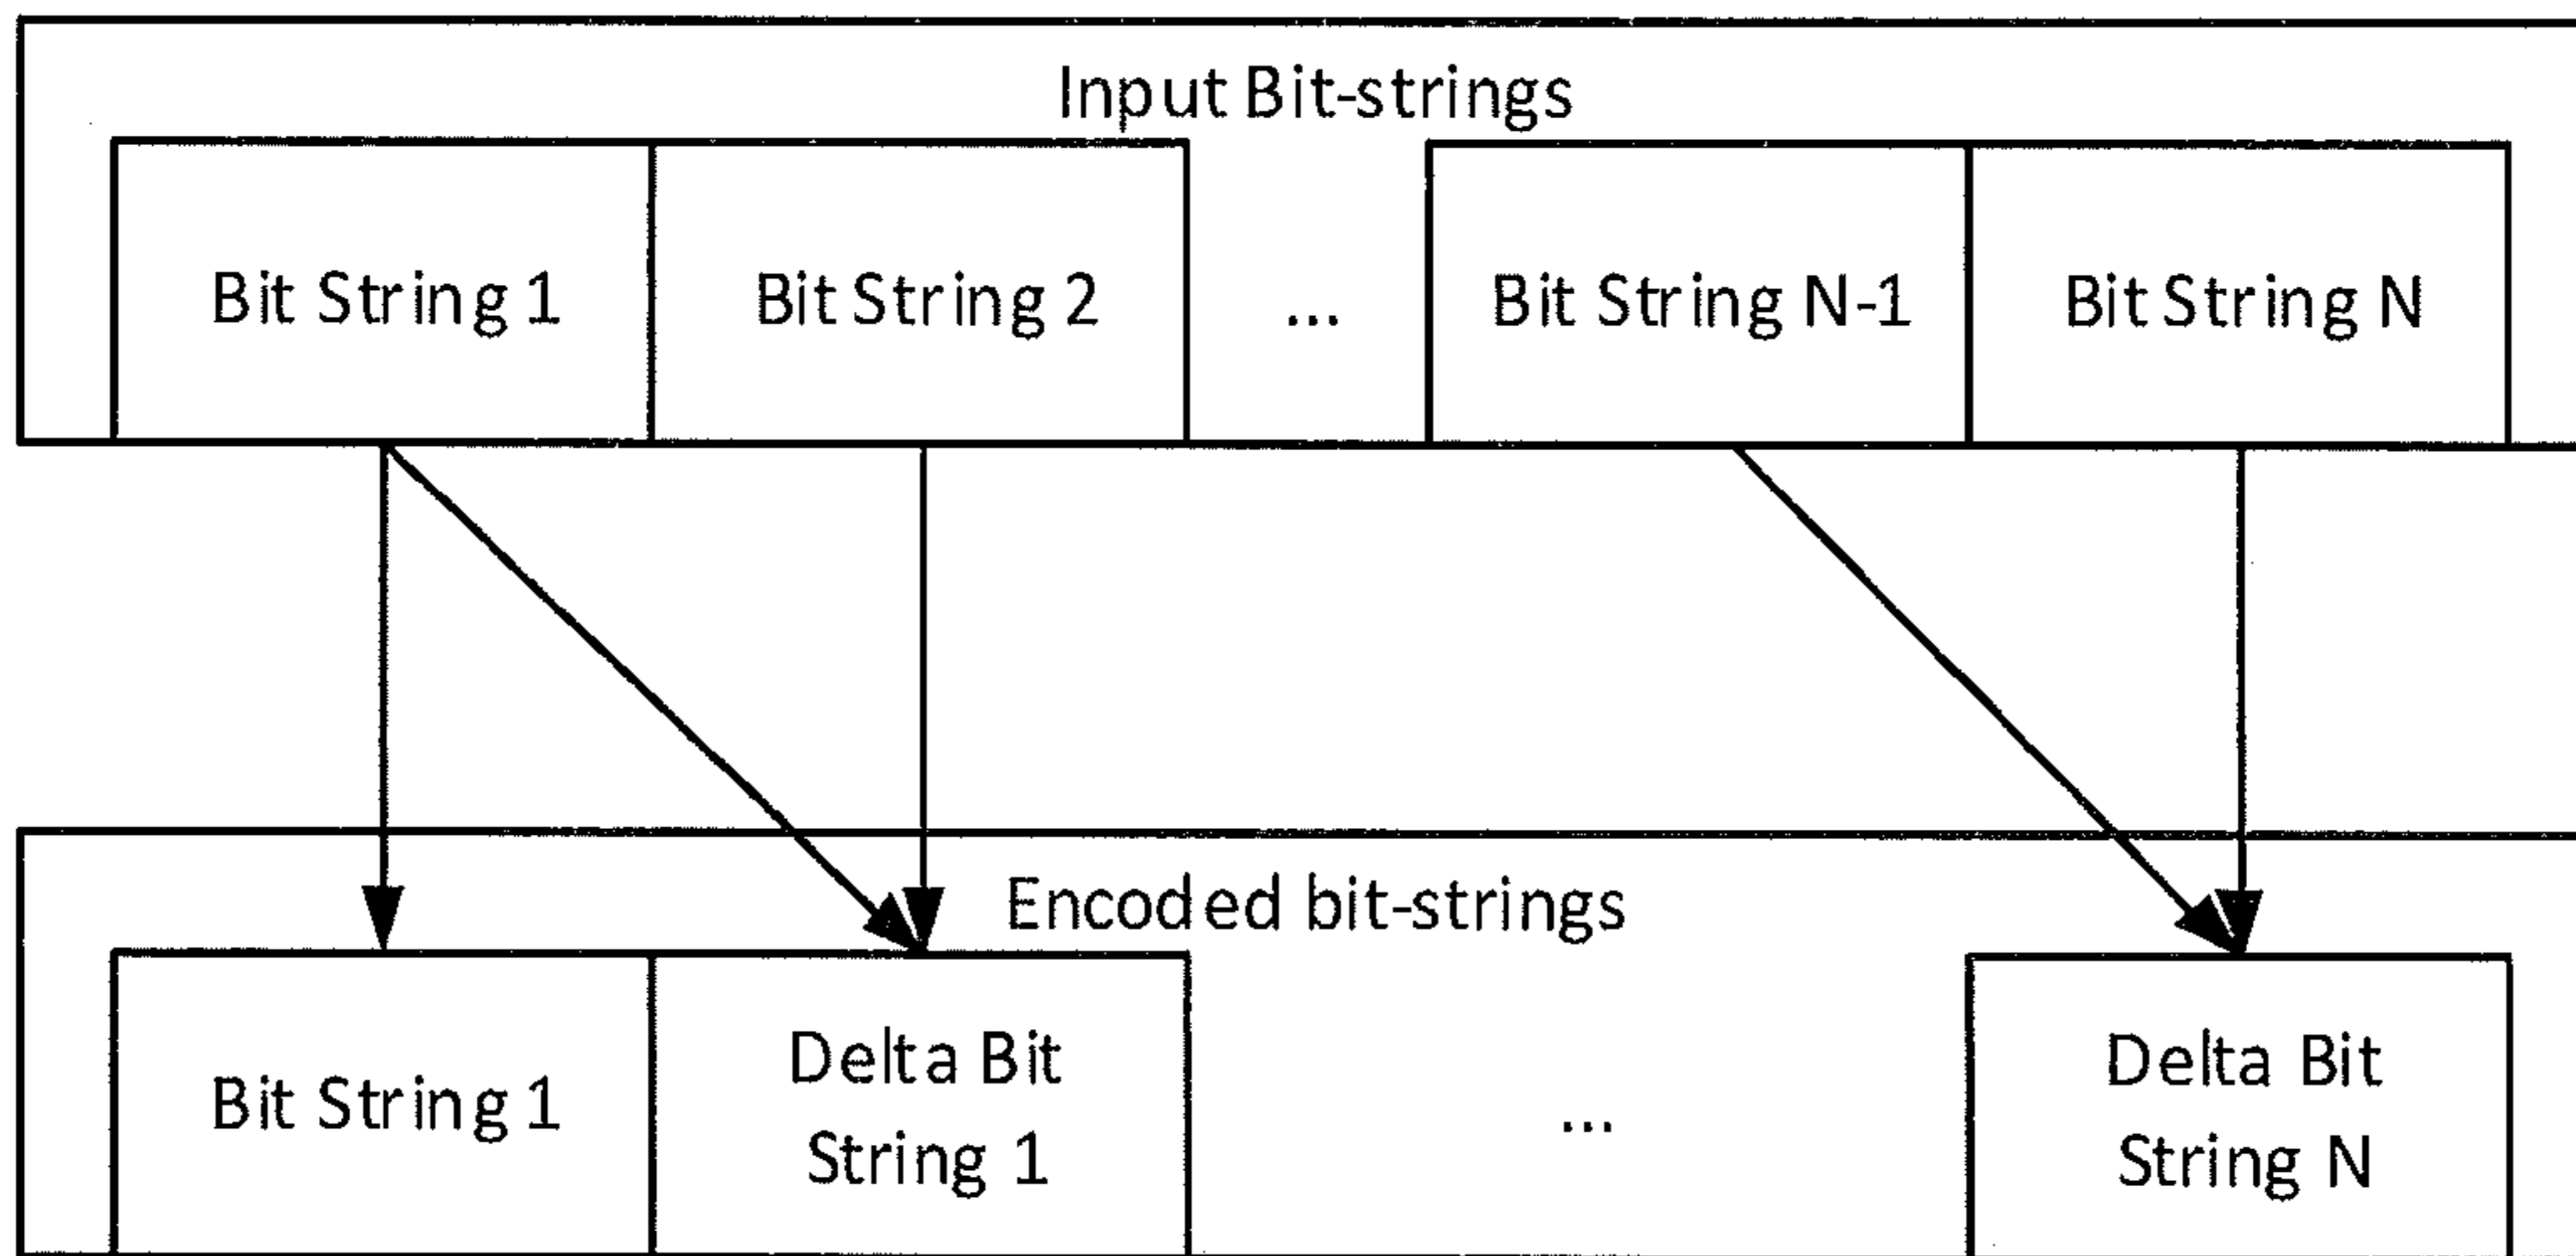 Input Bit-strings
Bit String 1
Bit String 2
...
Bit String N-1
Bit String N
Encoded bit-strings
Bit String 1
Delta Bit
String 1
...
Delta Bit
String N